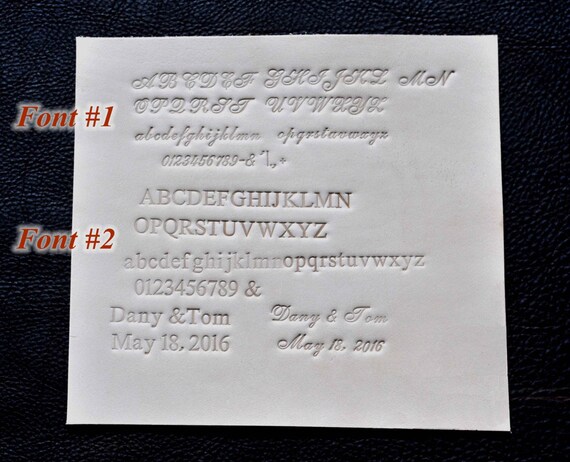 ABCDEF GHIJKL MN
Font #1
OPQRST UVWXYZ
abcdefghijklmn opqrstuvwxyz
0123456789-&
ABCDEFGHIJKLMN
Font #2
OPQRSTUVWXYZ
abcdefghijklmnopqrstuvwxyz
0123456789 &
Dany &Tom
May 18, 2016
Dany & Tom
May 18, 2016